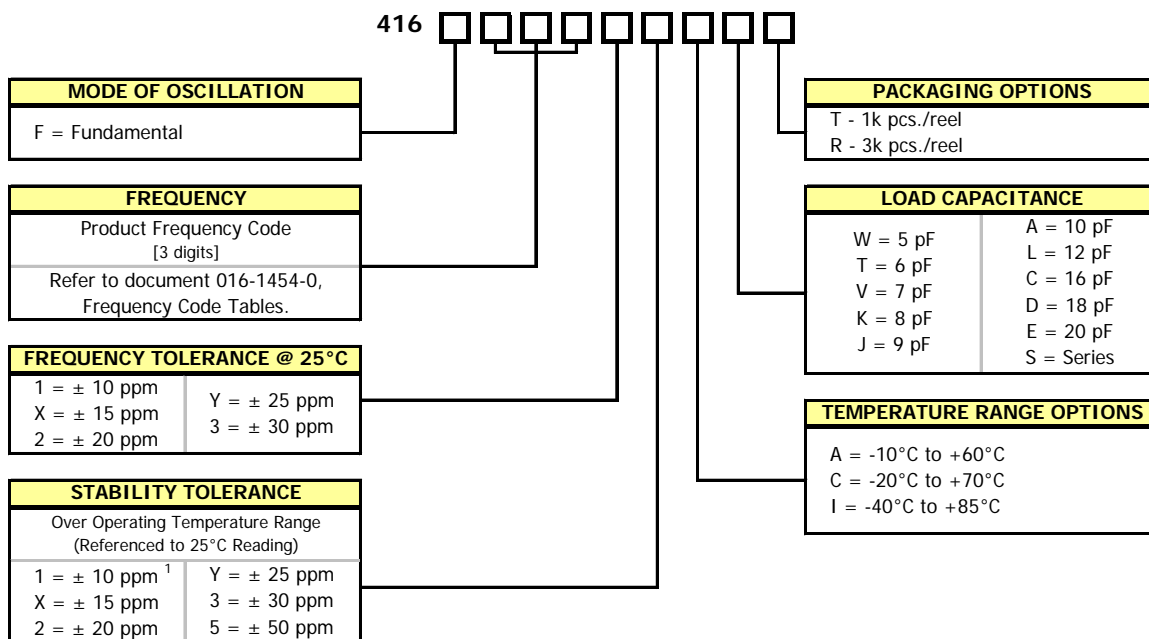 416
MODE OF OSCILLATION
F = Fundamental
FREQUENCY
Product Frequency Code
[3 digits]
Refer to document 016-1454-0,
Frequency Code Tables.
FREQUENCY TOLERANCE @ 25°C
1 = ± 10 ppm
X = ± 15 ppm
2 = ± 20 ppm
Y = ± 25 ppm
3 = ± 30 ppm
STABILITY TOLERANCE
Over Operating Temperature Range
(Referenced to 25°C Reading)
1 = ± 10 ppm ¹
X = ± 15 ppm
2 = ± 20 ppm
Y = ± 25 ppm
3 = ± 30 ppm
5 = ± 50 ppm
PACKAGING OPTIONS
T - 1k pcs./reel
R - 3k pcs./reel
LOAD CAPACITANCE
W = 5 pF
T = 6 pF
V = 7 pF
K = 8 pF
J = 9 pF
A = 10 pF
L = 12 pF
C = 16 pF
D = 18 pF
E = 20 pF
S = Series
TEMPERATURE RANGE OPTIONS
A = -10°C to +60°C
C = -20°C to +70°C
I = -40°C to +85°C